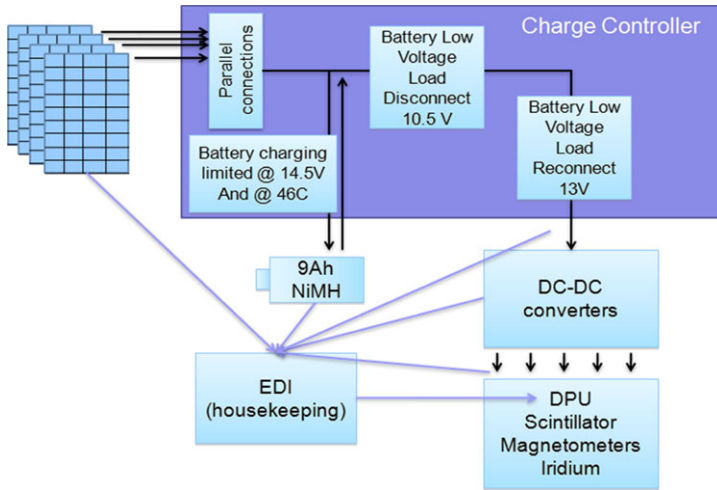 Charge Controller
Parallel
connections
Battery Low
Voltage
Load
Disconnect
10.5 V
Battery Low
Voltage
Load
Reconnect
13V
Battery charging
limited @ 14.5V
And @ 46C
9Ah
NiMH
DC-DC
converters
EDI
(housekeeping)
DPU
Scintillator
Magnetometers
Iridium